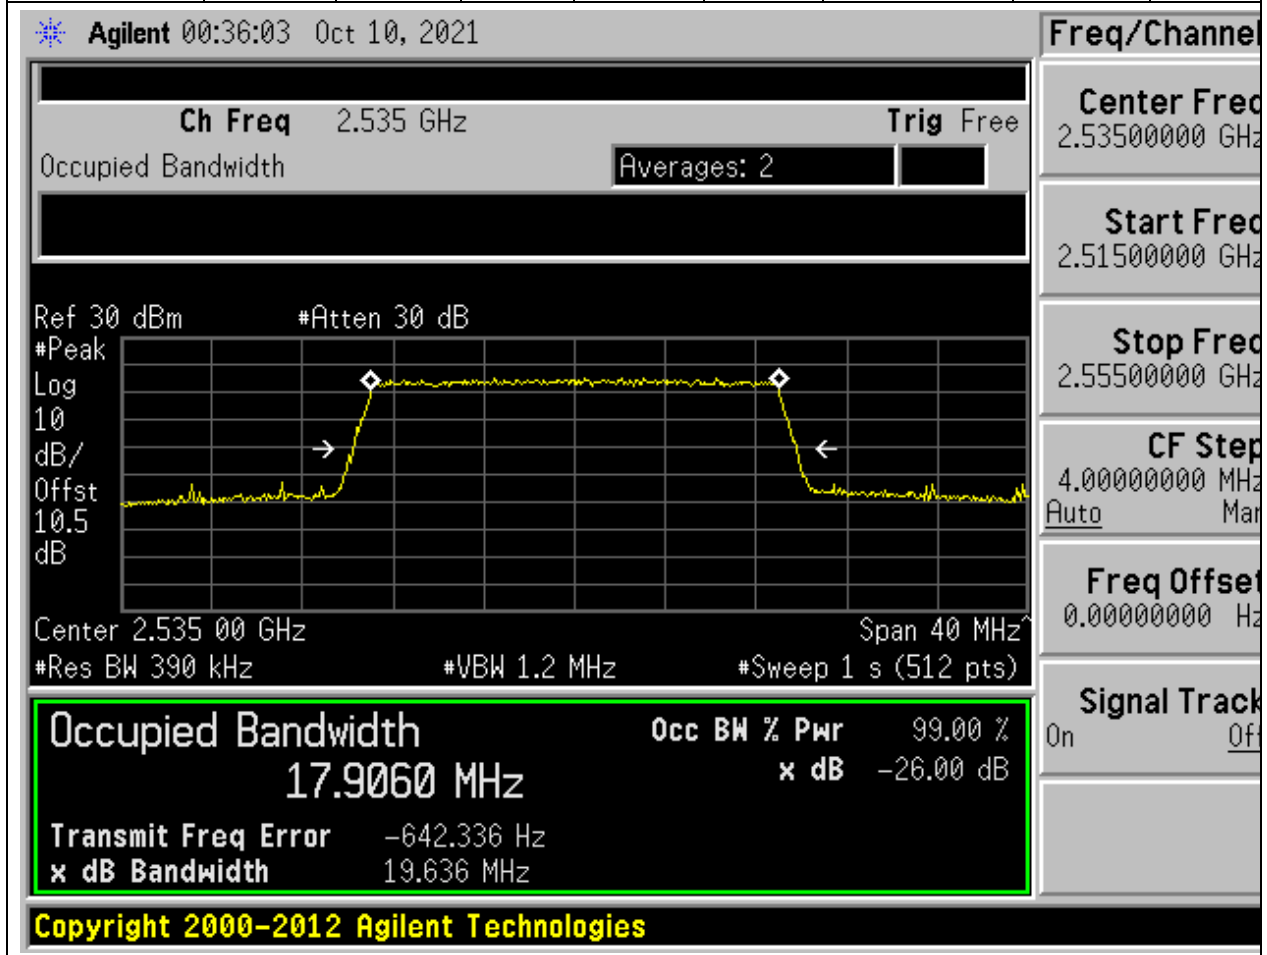 Agilent 00:36:03 Oct 10, 2021
Ch Freq 2.535 GHz Trig Free
Occupied Bandwidth Averages: 2
Ref 30 dBm #Atten 30 dB
#Peak
Log
10
dB/
Offst
10.5
dB
Center 2.535 00 GHz Span 40 MHz^
#Res BW 390 kHz #VBW 1.2 MHz #Sweep 1 s (512 pts)
Occupied Bandwidth Occ BW % Pwr 99.00 %
17.9060 MHz x dB -26.00 dB
Transmit Freq Error -642.336 Hz
x dB Bandwidth 19.636 MHz
Copyright 2000-2012 Agilent Technologies
Freq/Channel
Center Freq
2.53500000 GHz
Start Freq
2.51500000 GHz
Stop Freq
2.55500000 GHz
CF Step
4.00000000 MHz
Auto Man
Freq Offset
0.00000000 Hz
Signal Track
On Off